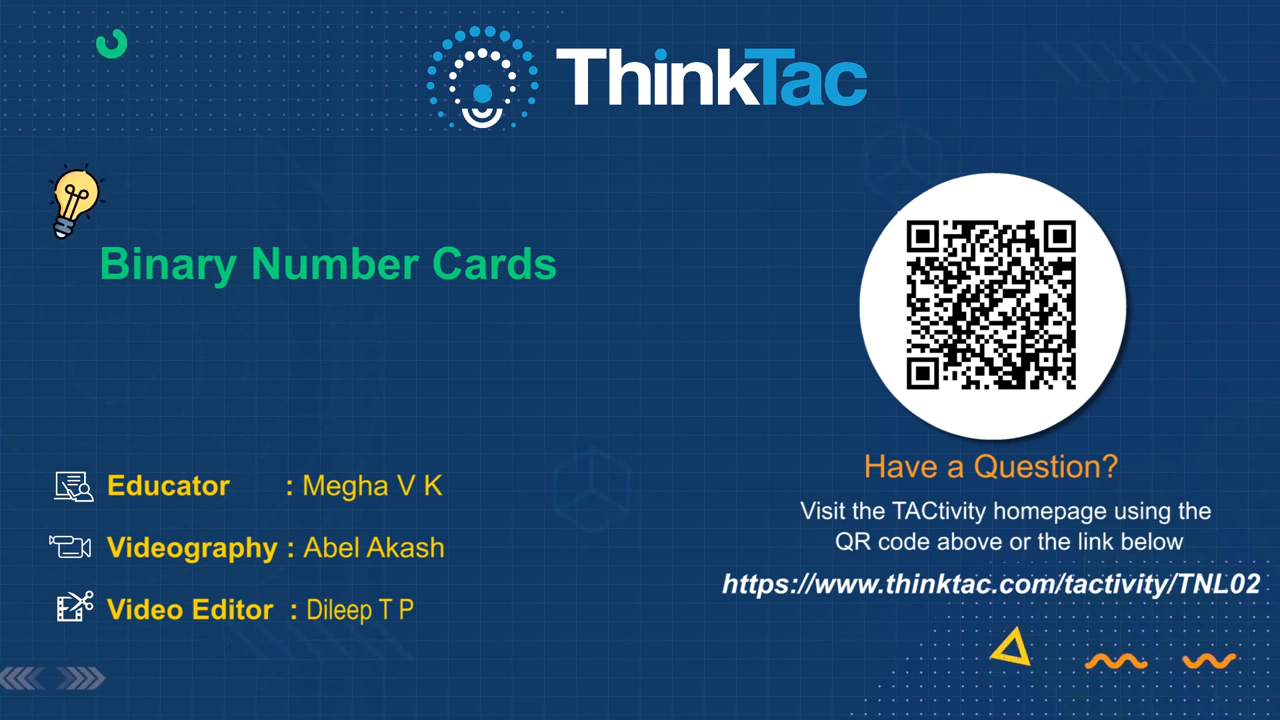 ThinkTac
Binary Number Cards
Educator : Megha V K
Videography : Abel Akash
Video Editor : Dileep T P
Have a Question?
Visit the TACtivity homepage using the
QR code above or the link below
https://www.thinktac.com/tactivity/TNL02